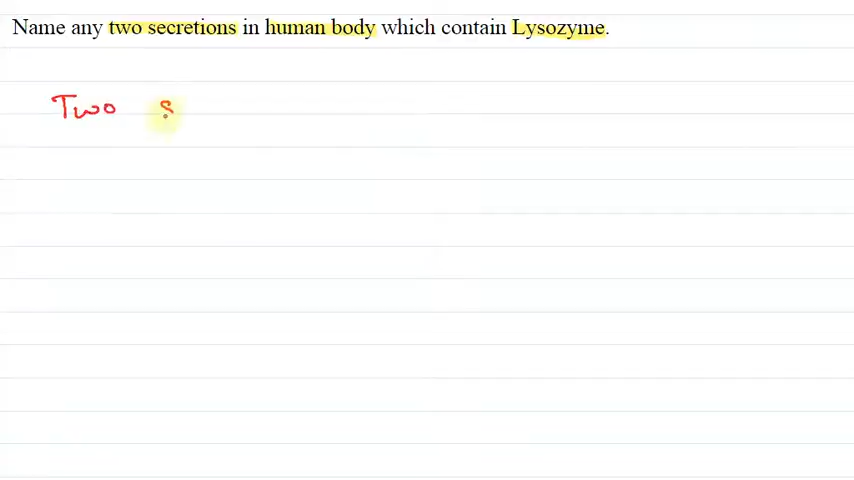 Name any two secretions in human body which contain Lysozyme.
Two s